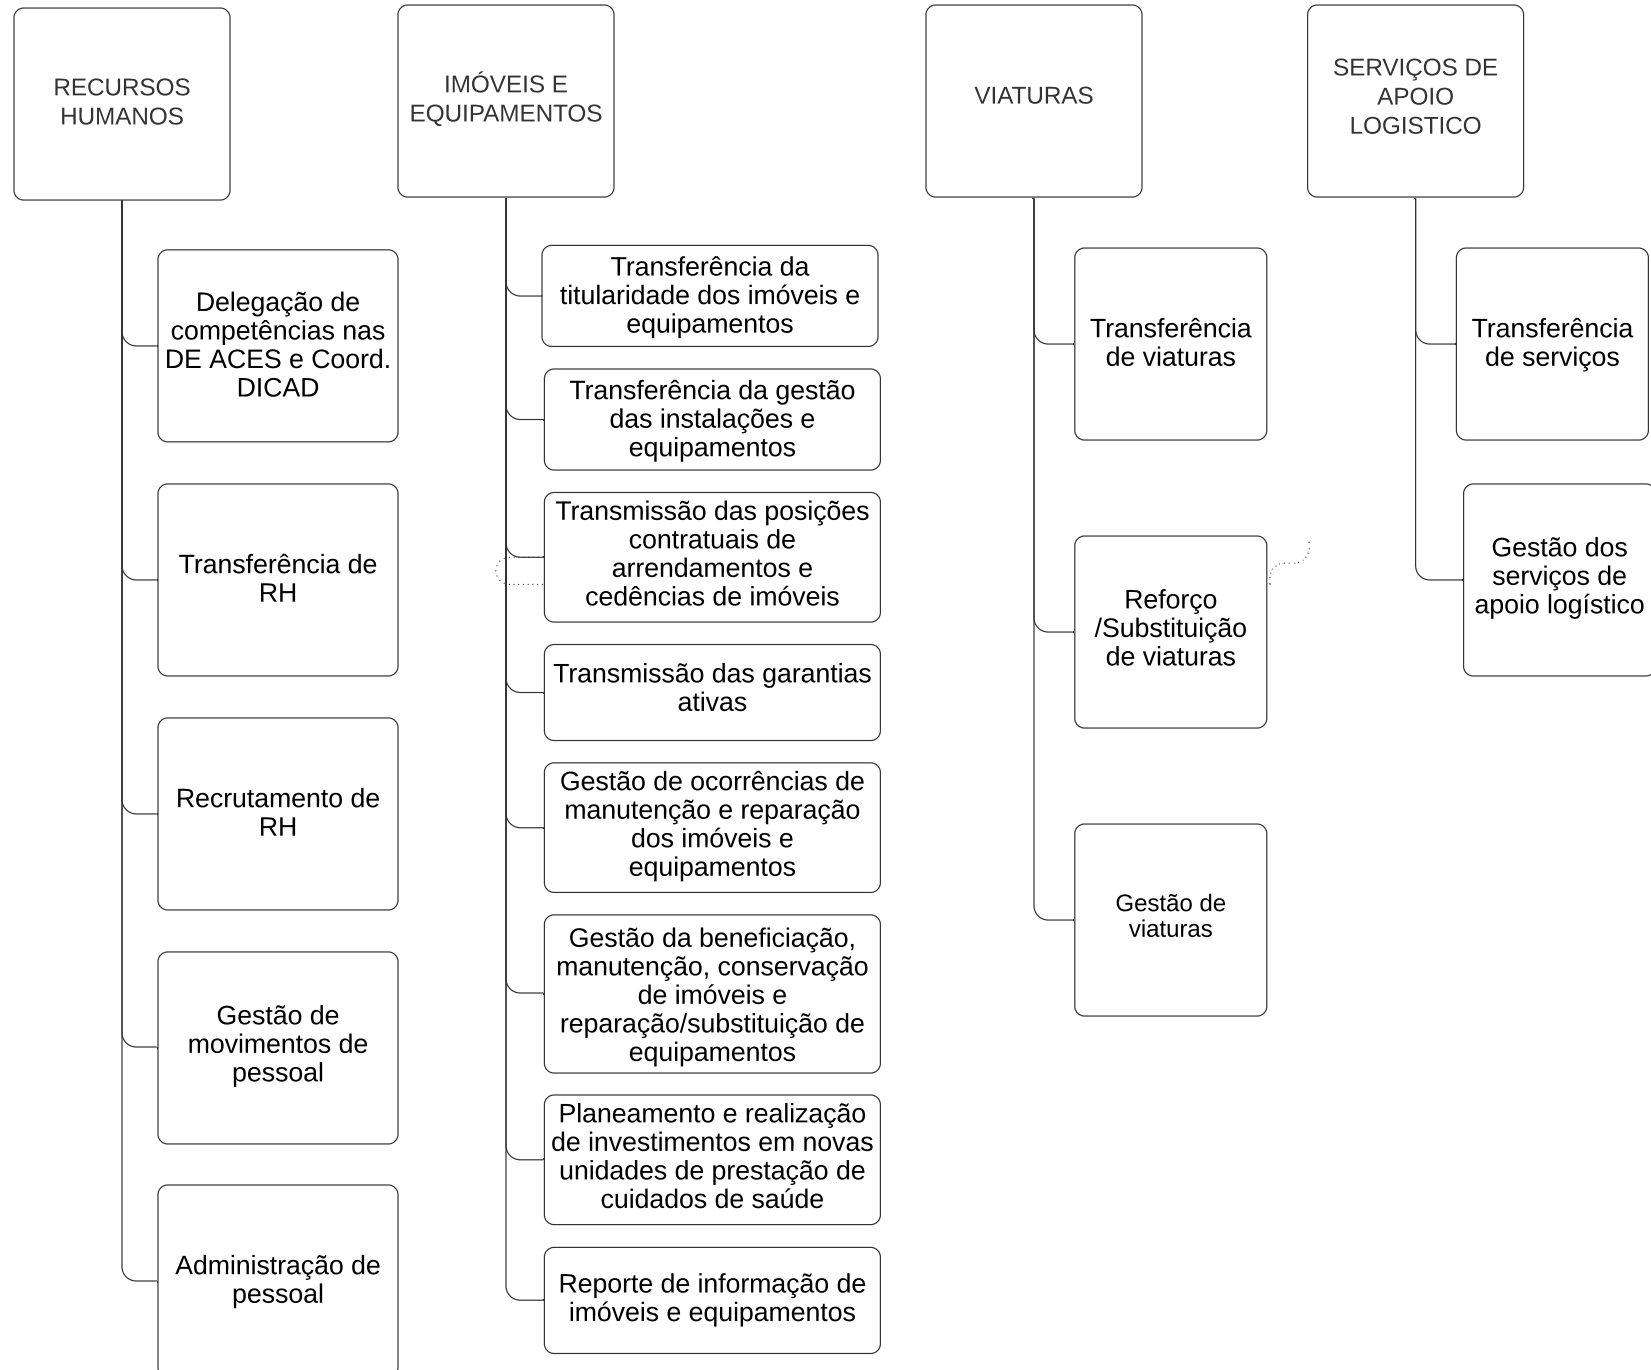 RECURSOS
HUMANOS
Delegação de
competências nas
DE ACES e Coord.
DICAD
Transferência de
RH
Recrutamento de
RH
Gestão de
movimentos de
pessoal
Administração de
pessoal
IMÓVEIS E
EQUIPAMENTOS
Transferência da
titularidade dos imóveis e
equipamentos
Transferência da gestão
das instalações e
equipamentos
Transmissão das posições
contratuais de
arrendamentos e
cedências de imóveis
Transmissão das garantias
ativas
Gestão de ocorrências de
manutenção e reparação
dos imóveis e
equipamentos
Gestão da beneficiação,
manutenção, conservação
de imóveis e
reparação/substituição de
equipamentos
Planeamento e realização
de investimentos em novas
unidades de prestação de
cuidados de saúde
Reporte de informação de
imóveis e equipamentos
VIATURAS
Transferência
de viaturas
Reforço
/Substituição
de viaturas
Gestão de
viaturas
SERVIÇOS DE
APOIO
LOGISTICO
Transferência
de serviços
Gestão dos
serviços de
apoio logístico